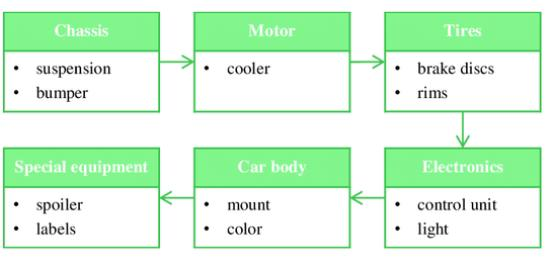 Chassis
• suspension
• bumper
Motor
• cooler
Tires
• brake discs
• rims
Electronics
• control unit
• light
Car body
• mount
• color
Special equipment
• spoiler
• labels